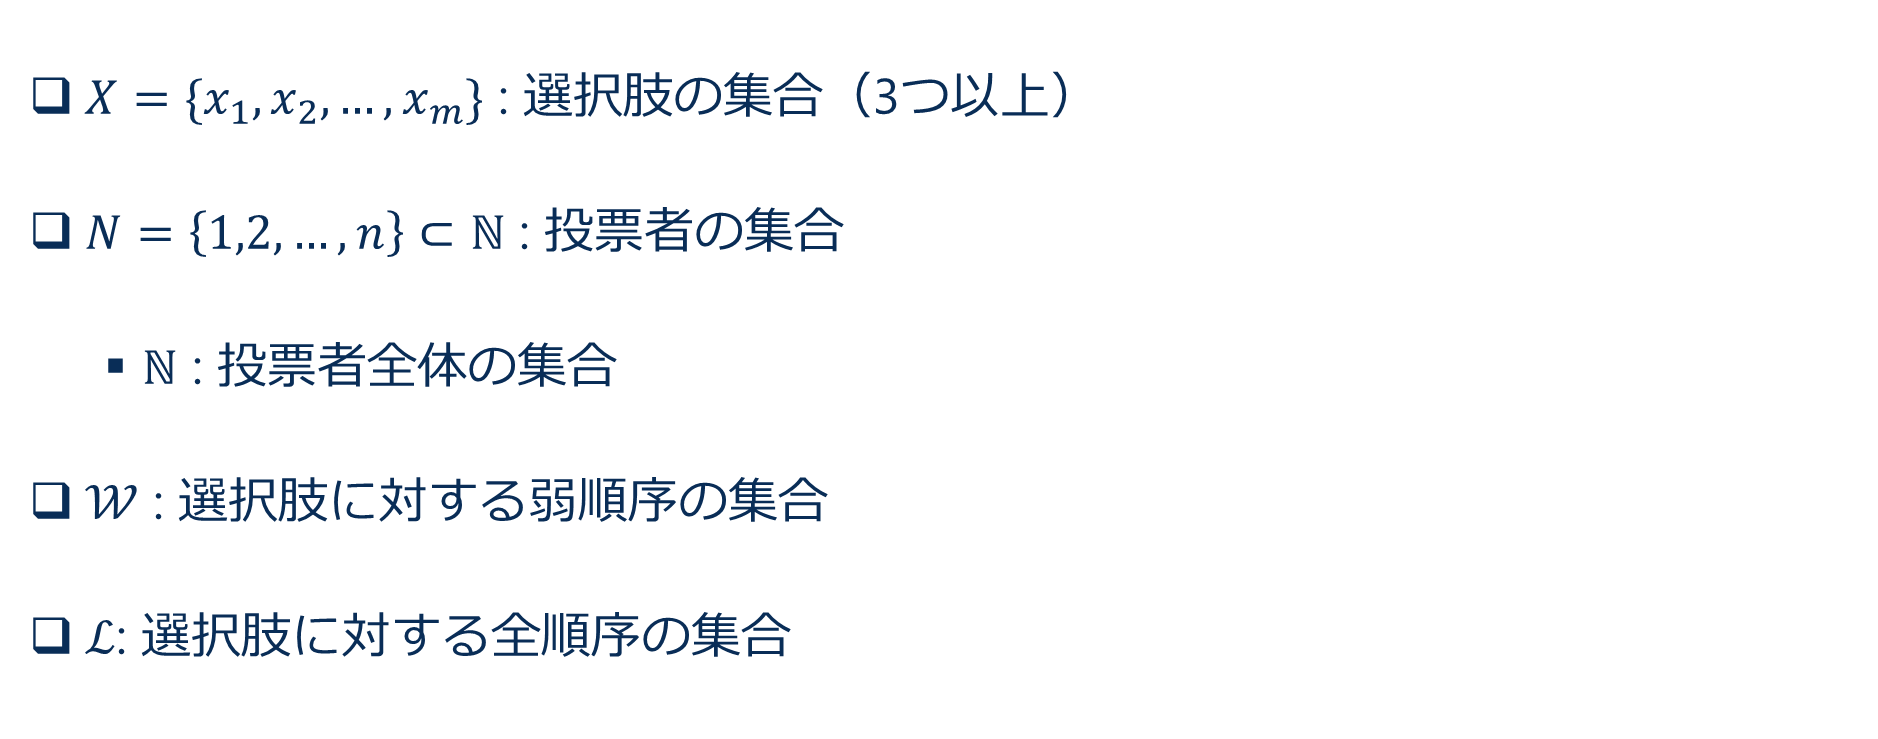 ❑ 𝑋 = {𝑥₁, 𝑥₂, … , 𝑥ₘ} : 選択肢の集合（3つ以上）
❑ 𝑁 = {1,2, … , 𝑛} ⊂ ℕ : 投票者の集合
▪ ℕ : 投票者全体の集合
❑ 𝒲 : 選択肢に対する弱順序の集合
❑ ℒ: 選択肢に対する全順序の集合